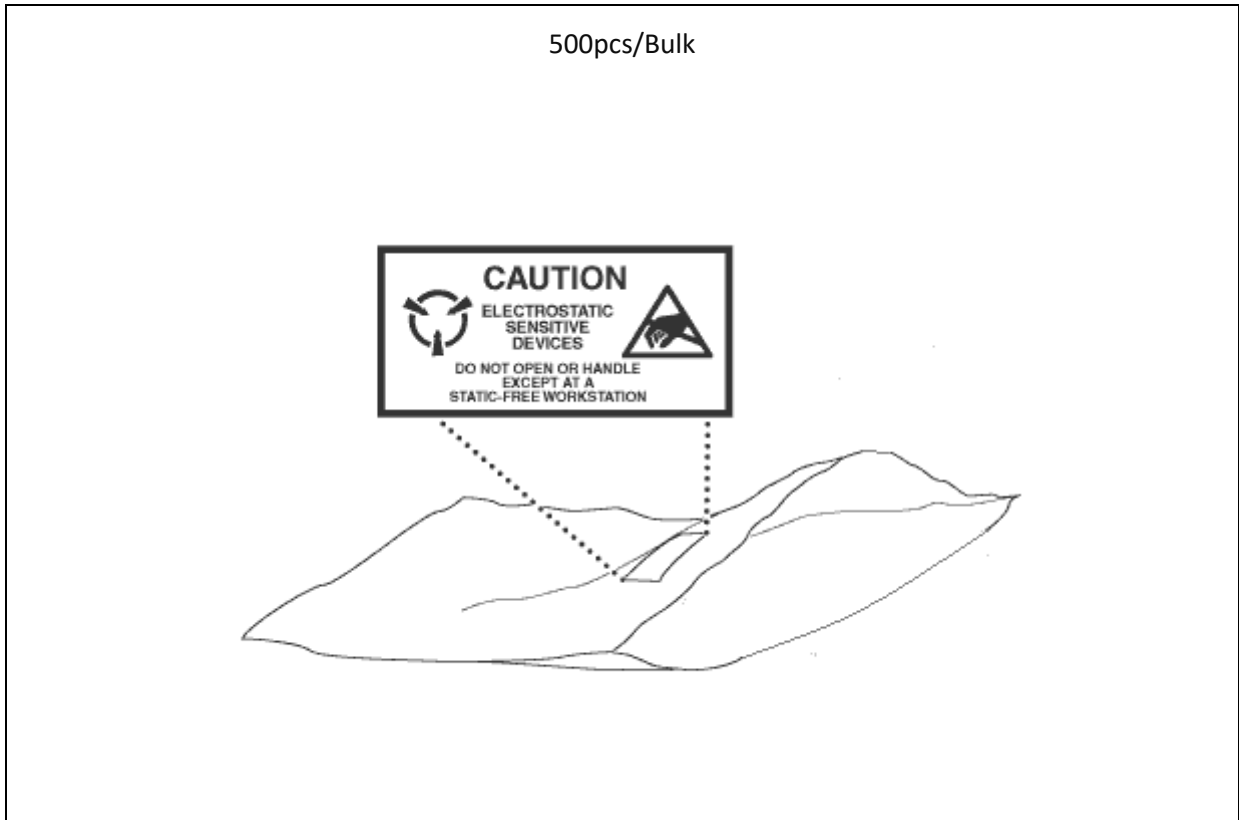 500pcs/Bulk
CAUTION
ELECTROSTATIC
SENSITIVE
DEVICES
DO NOT OPEN OR HANDLE
EXCEPT AT A
STATIC-FREE WORKSTATION